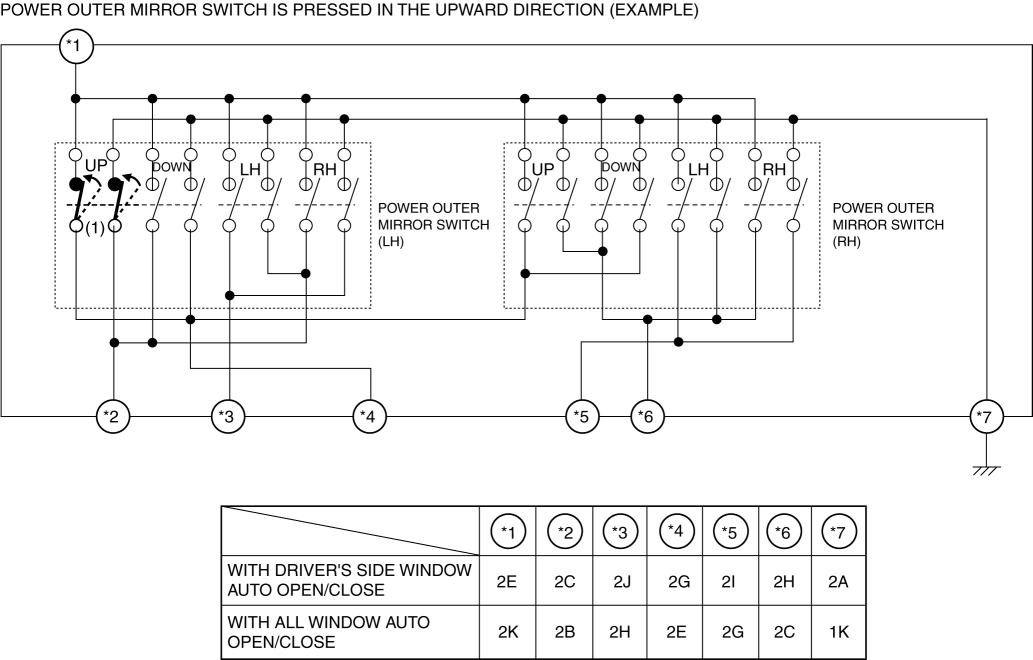 POWER OUTER MIRROR SWITCH IS PRESSED IN THE UPWARD DIRECTION (EXAMPLE)
*1
UP DOWN LH RH
UP DOWN LH RH
(1)
POWER OUTER
MIRROR SWITCH
(LH)
POWER OUTER
MIRROR SWITCH
(RH)
*2 *3 *4 *5 *6 *7
*1 *2 *3 *4 *5 *6 *7
WITH DRIVER'S SIDE WINDOW
AUTO OPEN/CLOSE
2E 2C 2J 2G 2I 2H 2A
WITH ALL WINDOW AUTO
OPEN/CLOSE
2K 2B 2H 2E 2G 2C 1K